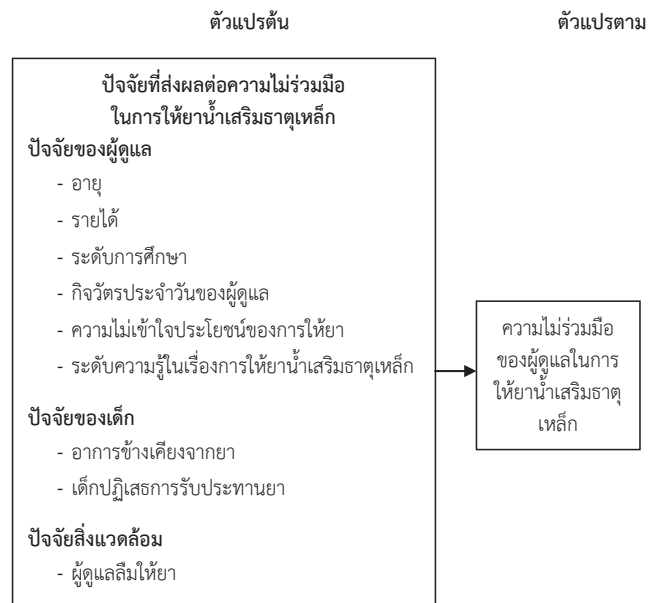 ตัวแปรต้น
ตัวแปรตาม
ปัจจัยที่ส่งผลต่อความไม่ร่วมมือ
ในการให้ยาน้ำเสริมธาตุเหล็ก
ปัจจัยของผู้ดูแล
- อายุ
- รายได้
- ระดับการศึกษา
- กิจวัตรประจำวันของผู้ดูแล
- ความไม่เข้าใจประโยชน์ของการให้ยา
- ระดับความรู้ในเรื่องการให้ยาน้ำเสริมธาตุเหล็ก
ปัจจัยของเด็ก
- อาการข้างเคียงจากยา
- เด็กปฏิเสธการรับประทานยา
ปัจจัยสิ่งแวดล้อม
- ผู้ดูแลลืมให้ยา
ความไม่ร่วมมือ
ของผู้ดูแลในการ
ให้ยาน้ำเสริมธาตุ
เหล็ก